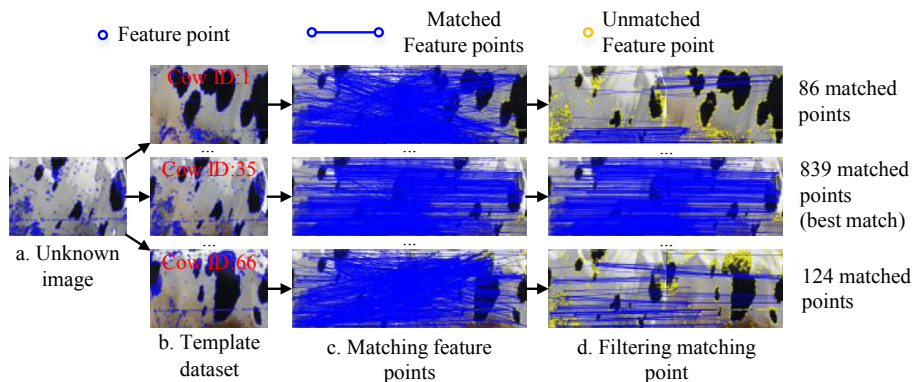 Feature point
Matched
Feature points
Unmatched
Feature point
Cow ID:1
86 matched
points
...
...
Cow ID:35
839 matched
points
(best match)
a. Unknown
image
...
...
...
Cow ID:66
124 matched
points
b. Template
dataset
c. Matching feature
points
d. Filtering matching
point